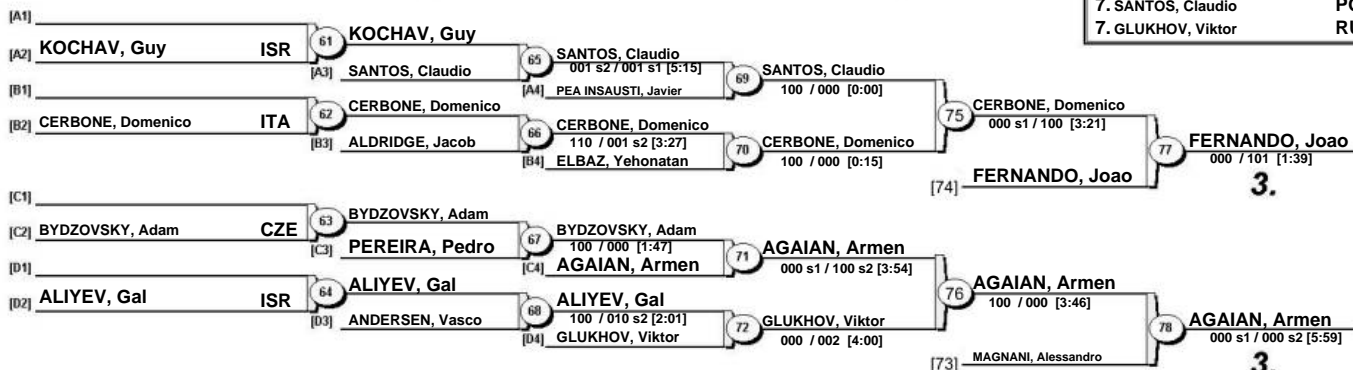 7. SANTOS, Claudio
7. GLUKHOV, Viktor
[A1]
[A2] KOCHAV, Guy ISR
61
KOCHAV, Guy
[A3] SANTOS, Claudio
65
SANTOS, Claudio
001 s2 / 001 s1 [5:15]
[A4] PEA INSAUSTI, Javier
69
SANTOS, Claudio
100 / 000 [0:00]
[B1]
[B2] CERBONE, Domenico ITA
62
CERBONE, Domenico
[B3] ALDRIDGE, Jacob
66
CERBONE, Domenico
110 / 001 s2 [3:27]
[B4] ELBAZ, Yehonatan
70
CERBONE, Domenico
100 / 000 [0:15]
75
CERBONE, Domenico
000 s1 / 100 [3:21]
[74] FERNANDO, Joao
77
FERNANDO, Joao
000 / 101 [1:39]
3.
[C1]
[C2] BYDZOVSKY, Adam CZE
63
BYDZOVSKY, Adam
[C3] PEREIRA, Pedro
67
BYDZOVSKY, Adam
100 / 000 [1:47]
[C4] AGAIAN, Armen
71
AGAIAN, Armen
000 s1 / 100 s2 [3:54]
[D1]
[D2] ALIYEV, Gal ISR
64
ALIYEV, Gal
[D3] ANDERSEN, Vasco
68
ALIYEV, Gal
100 / 010 s2 [2:01]
[D4] GLUKHOV, Viktor
72
GLUKHOV, Viktor
000 / 002 [4:00]
76
AGAIAN, Armen
100 / 000 [3:46]
[73] MAGNANI, Alessandro
78
AGAIAN, Armen
000 s1 / 000 s2 [5:59]
3.